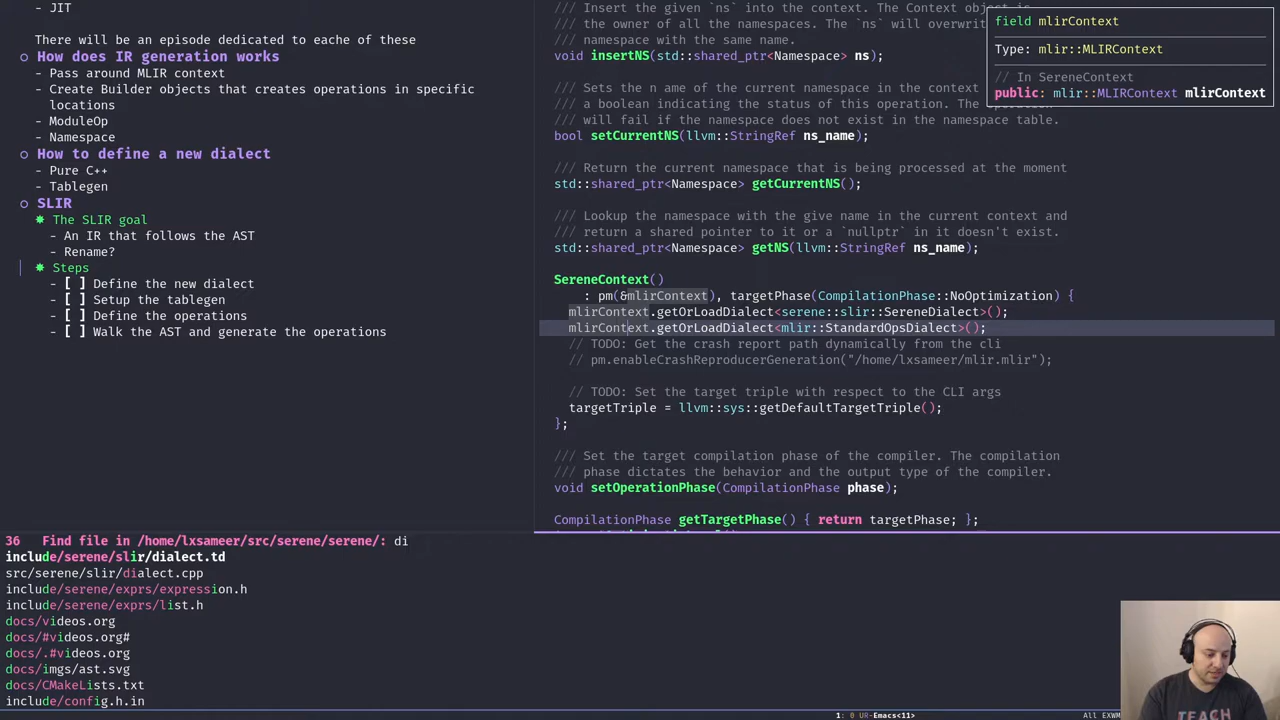 - JIT
There will be an episode dedicated to eache of these
How does IR generation works
- Pass around MLIR context
- Create Builder objects that creates operations in specific
locations
- ModuleOp
- Namespace
How to define a new dialect
- Pure C++
- Tablegen
SLIR
✸ The SLIR goal
- An IR that follows the AST
- Rename?
✸ Steps
- [ ] Define the new dialect
- [ ] Setup the tablegen
- [ ] Define the operations
- [ ] Walk the AST and generate the operations
/// Insert the given `ns` into the context. The Context object is
/// the owner of all the namespaces. The `ns` will overwrit
/// namespace with the same name.
void insertNS(std::shared_ptr<Namespace> ns);
/// Sets the n ame of the current namespace in the context
/// a boolean indicating the status of this operation. The operation
/// will fail if the namespace does not exist in the namespace table.
bool setCurrentNS(llvm::StringRef ns_name);
/// Return the current namespace that is being processed at the moment
std::shared_ptr<Namespace> getCurrentNS();
/// Lookup the namespace with the give name in the current context and
/// return a shared pointer to it or a `nullptr` in it doesn't exist.
std::shared_ptr<Namespace> getNS(llvm::StringRef ns_name);
SereneContext()
: pm(&mlirContext), targetPhase(CompilationPhase::NoOptimization) {
mlirContext.getOrLoadDialect<serene::slir::SereneDialect>();
mlirContext.getOrLoadDialect<mlir::StandardOpsDialect>();
// TODO: Get the crash report path dynamically from the cli
// pm.enableCrashReproducerGeneration("/home/lxsameer/mlir.mlir");
// TODO: Set the target triple with respect to the CLI args
targetTriple = llvm::sys::getDefaultTargetTriple();
};
/// Set the target compilation phase of the compiler. The compilation
/// phase dictates the behavior and the output type of the compiler.
void setOperationPhase(CompilationPhase phase);
CompilationPhase getTargetPhase() { return targetPhase; };
field mlirContext
Type: mlir::MLIRContext
// In SereneContext
public: mlir::MLIRContext mlirContext
36 Find file in /home/lxsameer/src/serene/serene/: di
include/serene/slir/dialect.td
src/serene/slir/dialect.cpp
include/serene/exprs/expression.h
include/serene/exprs/list.h
docs/videos.org
docs/#videos.org#
docs/.#videos.org
docs/imgs/ast.svg
docs/CMakeLists.txt
include/config.h.in
1: 0 UR-Emacs<11>
All EXWM
TEACH